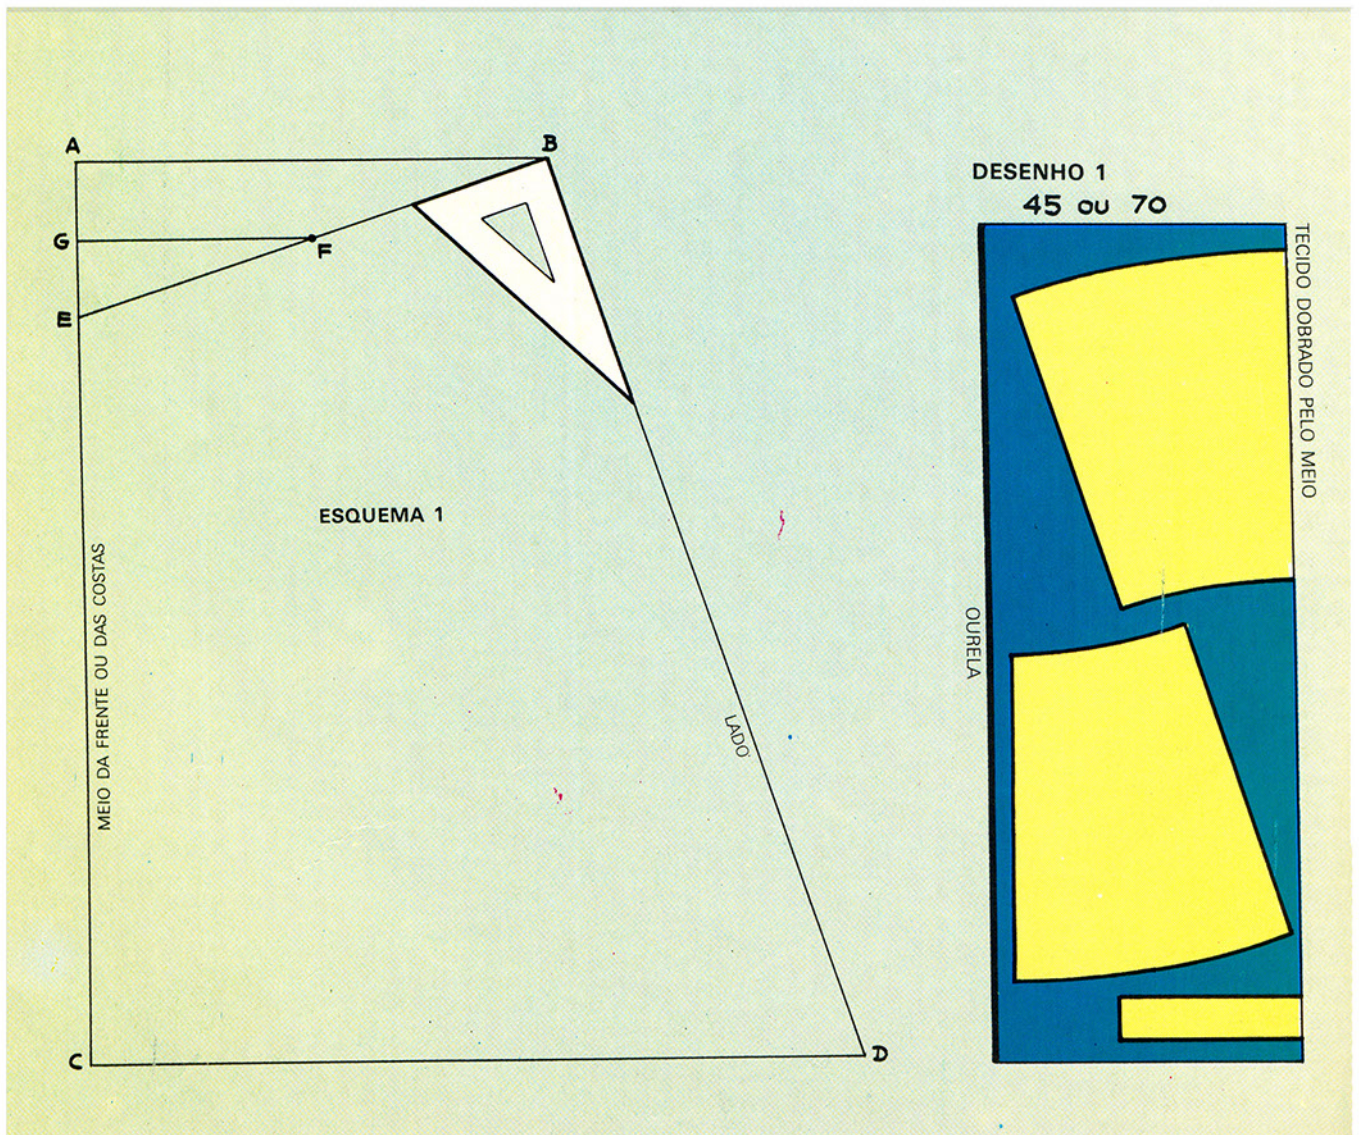 A
B
G
F
E
ESQUEMA 1
MEIO DA FRENTE OU DAS COSTAS
LADO
C
D
DESENHO 1
45 ou 70
TECIDO DOBRADO PELO MEIO
OURELA